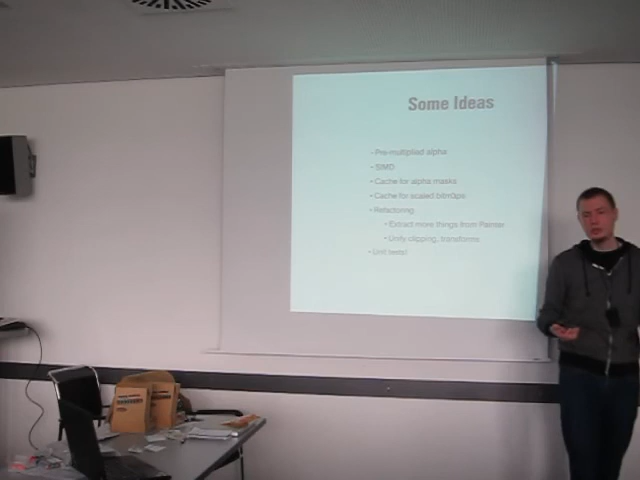 Some Ideas
• Pre-multiplied alpha
• SIMD
• Cache for alpha masks
• Cache for scaled bitmaps
• Refactoring
• Extract more things from Painter
• Unify clipping, transforms
• Unit tests!